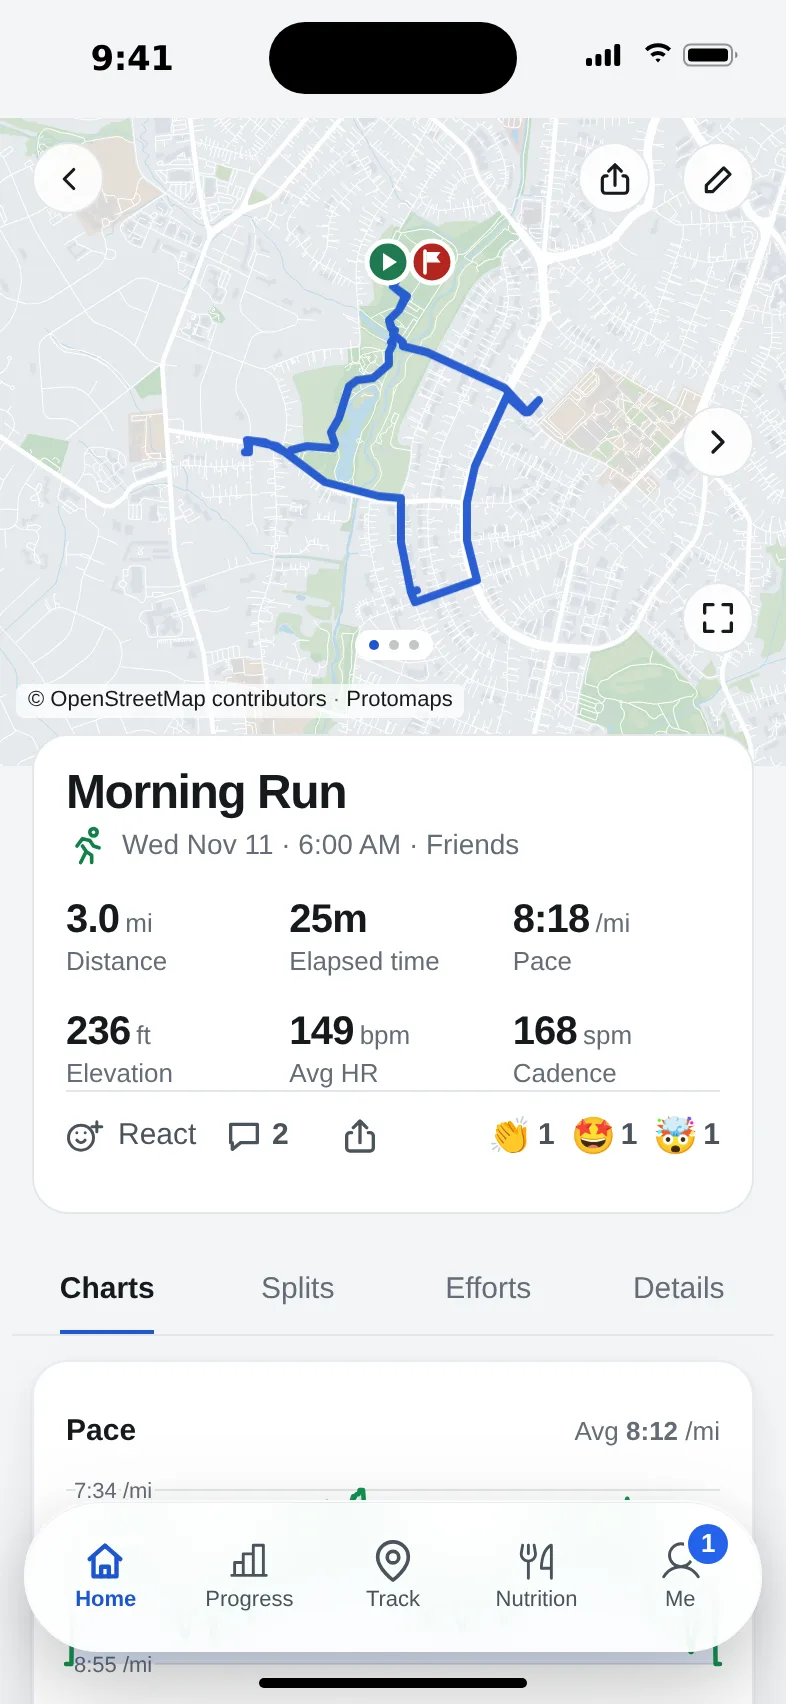 9:41
© OpenStreetMap contributors · Protomaps
Morning Run
Wed Nov 11 · 6:00 AM · Friends
3.0 mi 25m 8:18 /mi
Distance Elapsed time Pace
236 ft 149 bpm 168 spm
Elevation Avg HR Cadence
React 2 👏 1 🤩 1 🤯 1
Charts Splits Efforts Details
Pace Avg 8:12 /mi
7:34 /mi
1
Home Progress Track Nutrition Me
8:55 /mi